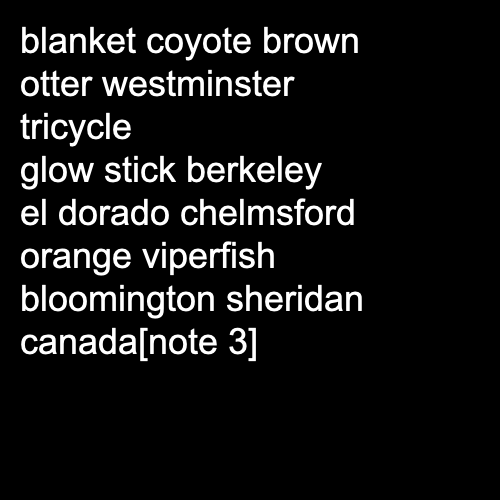 blanket coyote brown
otter westminster
tricycle
glow stick berkeley
el dorado chelmsford
orange viperfish
bloomington sheridan
canada[note 3]